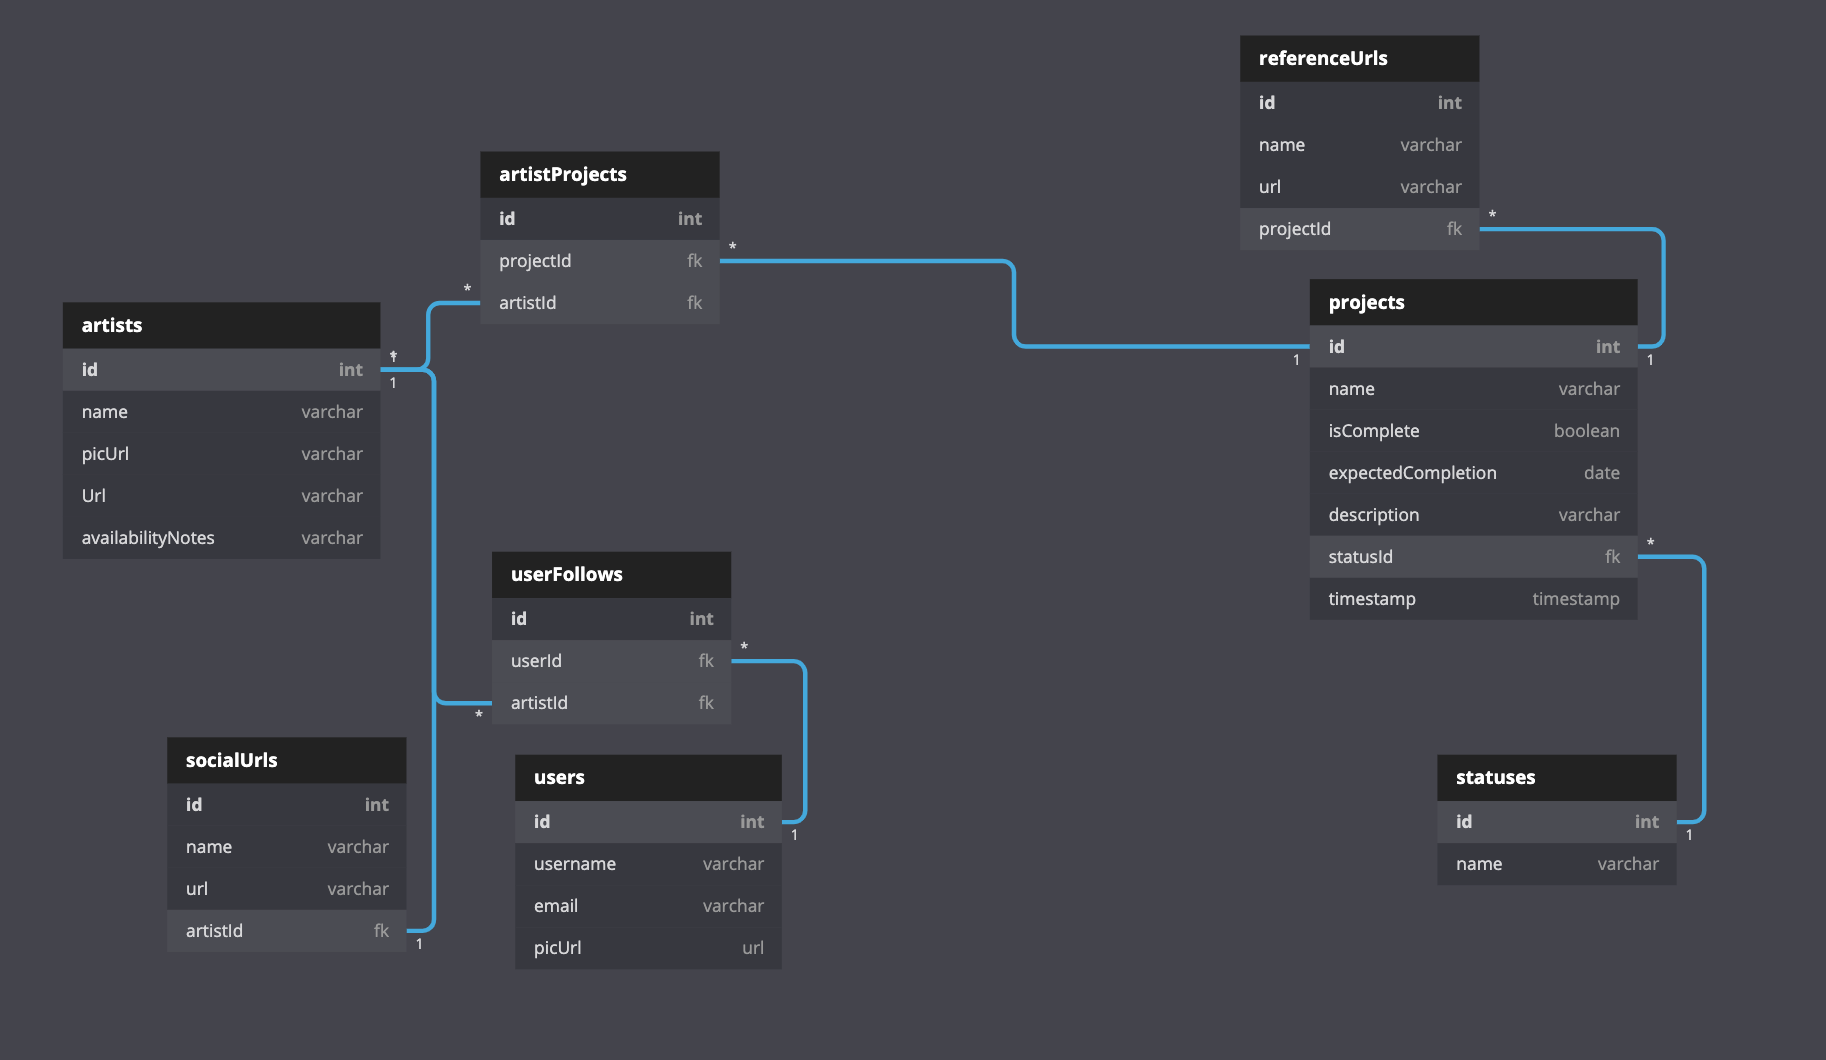 referenceUrls
id int
name varchar
url varchar
projectId fk
*
artistProjects
id int
projectId fk
artistId fk
*
*
projects
id int
name varchar
isComplete boolean
expectedCompletion date
description varchar
statusId fk
timestamp timestamp
1
1
*
artists
id int
name varchar
picUrl varchar
Url varchar
availabilityNotes varchar
1
userFollows
id int
userId fk
artistId fk
*
*
socialUrls
id int
name varchar
url varchar
artistId fk
1
users
id int
username varchar
email varchar
picUrl url
1
statuses
id int
name varchar
1